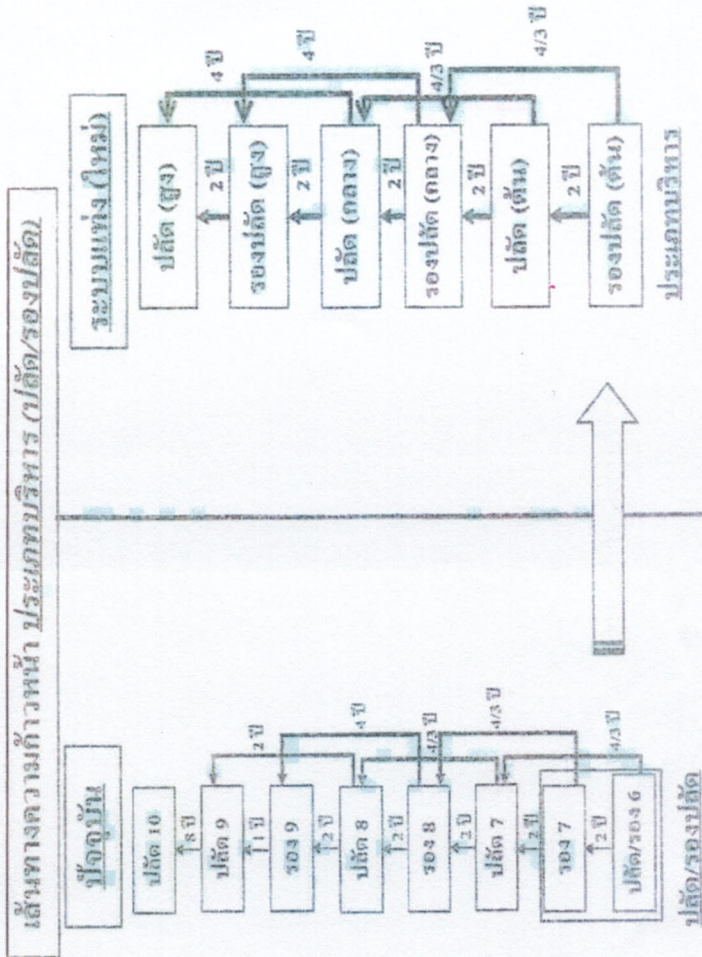 เส้นทางความก้าวหน้า ประเภทบริหาร (ปลัด/รองปลัด)
ปัจจุบัน
ปลัด 10
8 ปี
ปลัด 9
1 ปี
2 ปี
รอง 9
2 ปี
4 ปี
ปลัด 8
2 ปี
4/3 ปี
รอง 8
2 ปี
4/3 ปี
ปลัด 7
2 ปี
รอง 7
2 ปี
4/3 ปี
ปลัด/รอง 6
ปลัด/รองปลัด
ระบบแท่ง (ใหม่)
ปลัด (สูง)
2 ปี
4 ปี
รองปลัด (สูง)
2 ปี
4 ปี
ปลัด (กลาง)
2 ปี
4/3 ปี
รองปลัด (กลาง)
2 ปี
ปลัด (ต้น)
2 ปี
4/3 ปี
รองปลัด (ต้น)
ประเภทบริหาร